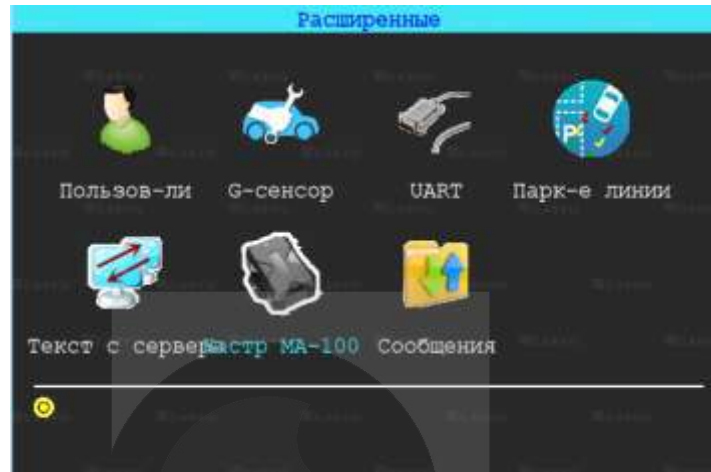 Расширенные
Пользов-ли G-сенсор UART Парк-е линии
Текст с сервера Настр MA-100 Сообщения